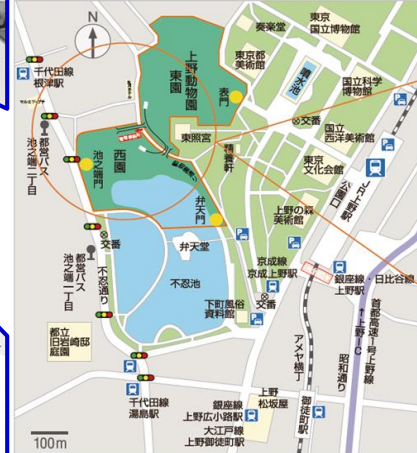 N
奏楽堂
東京
国立博物館
東京都
美術館
上野動物園
東園
表門
噴水池
国立科学
博物館
千代田線
根津駅
交番
国立
西洋美術館
東照宮
精養軒
東京
文化会館
都営バス
池之端二丁目
池之端門
西園
JR上野駅
公園口
弁天門
上野の森
美術館
交番
弁天堂
京成線
京成上野駅
都営バス
池之端一丁目
不忍通り
不忍池
下町風俗
資料館
交番
銀座線・日比谷線
上野駅
都立
旧岩崎邸
庭園
アメヤ横丁
昭和通り
首都高速1号上野線
↑上野IC
千代田線
湯島駅
上野
松坂屋
銀座線
上野広小路駅
大江戸線
上野御徒町駅
御徒町駅
100m